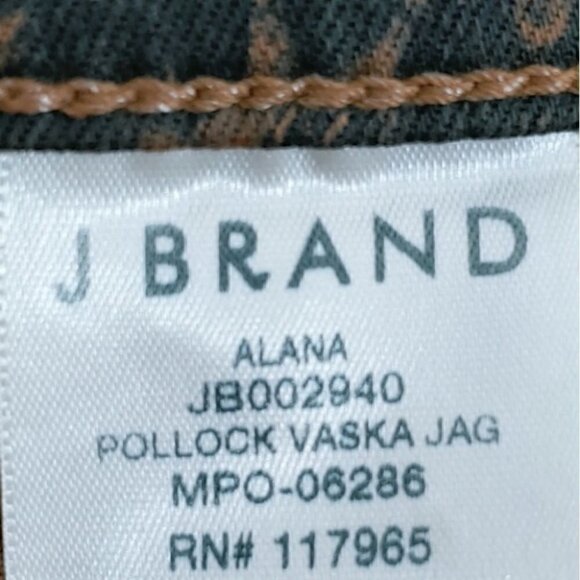 J BRAND
ALANA
JB002940
POLLOCK VASKA JAG
MPO-06286
RN# 117965